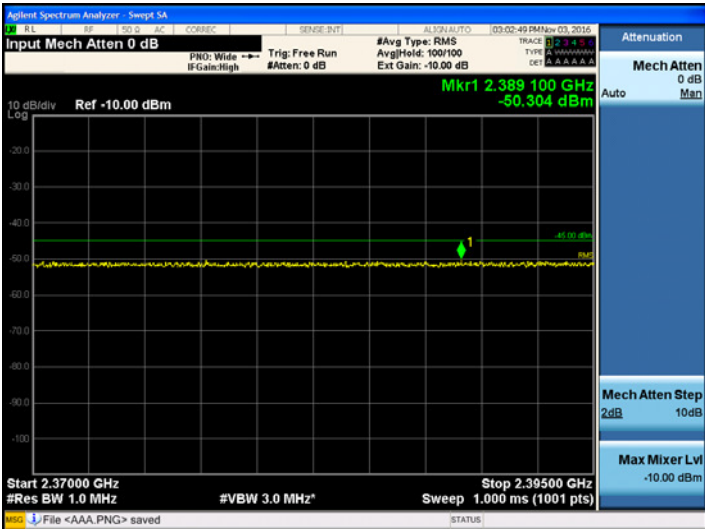 Agilent Spectrum Analyzer - Swept SA
RL RF 50 Ω AC CORREC SENSE:INT ALIGN AUTO 03:02:49 PM Nov 03, 2016
Input Mech Atten 0 dB
PNO: Wide
IFGain:High
Trig: Free Run
#Atten: 0 dB
#Avg Type: RMS
Avg|Hold: 100/100
Ext Gain: -10.00 dB
TRACE 1 2 3 4 5 6
TYPE A WWWWW
DET A A A A A A
Mkr1 2.389 100 GHz
-50.304 dBm
10 dB/div
Log
Ref -10.00 dBm
-20.0
-30.0
-40.0
-45.00 dBm
1
-50.0
RMS
-60.0
-70.0
-80.0
-90.0
-100
Start 2.37000 GHz
Stop 2.39500 GHz
#Res BW 1.0 MHz
#VBW 3.0 MHz*
Sweep 1.000 ms (1001 pts)
MSG File <AAA.PNG> saved
STATUS
Attenuation
Mech Atten
0 dB
Auto Man
Mech Atten Step
2dB 10dB
Max Mixer Lvl
-10.00 dBm